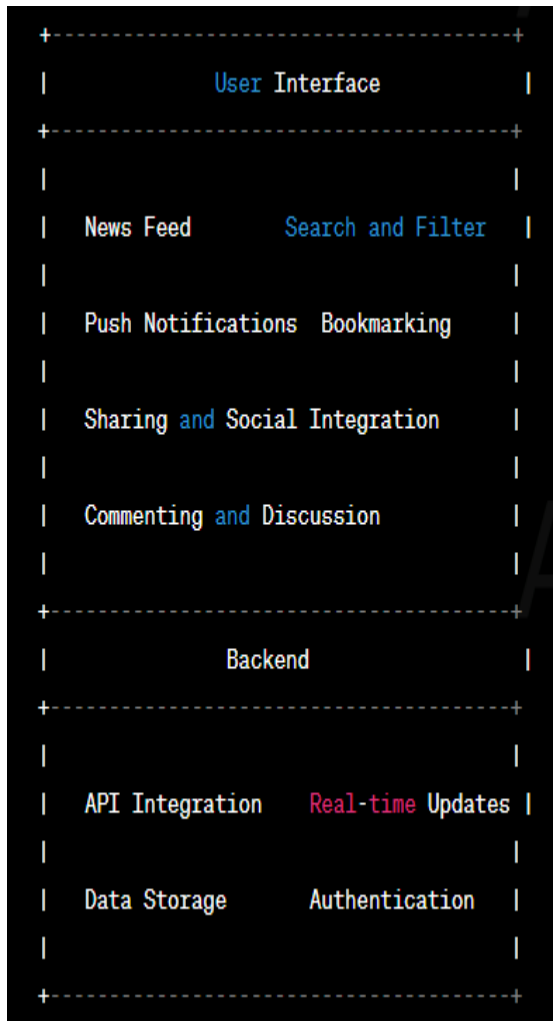 +---------------------------------------+
|              User Interface            |
+---------------------------------------+
|                                       |
|   News Feed        Search and Filter   |
|                                       |
|   Push Notifications  Bookmarking     |
|                                       |
|   Sharing and Social Integration      |
|                                       |
|   Commenting and Discussion           |
|                                       |
+---------------------------------------+
|               Backend                  |
+---------------------------------------+
|                                       |
|   API Integration    Real-time Updates |
|                                       |
|   Data Storage       Authentication   |
|                                       |
+---------------------------------------+